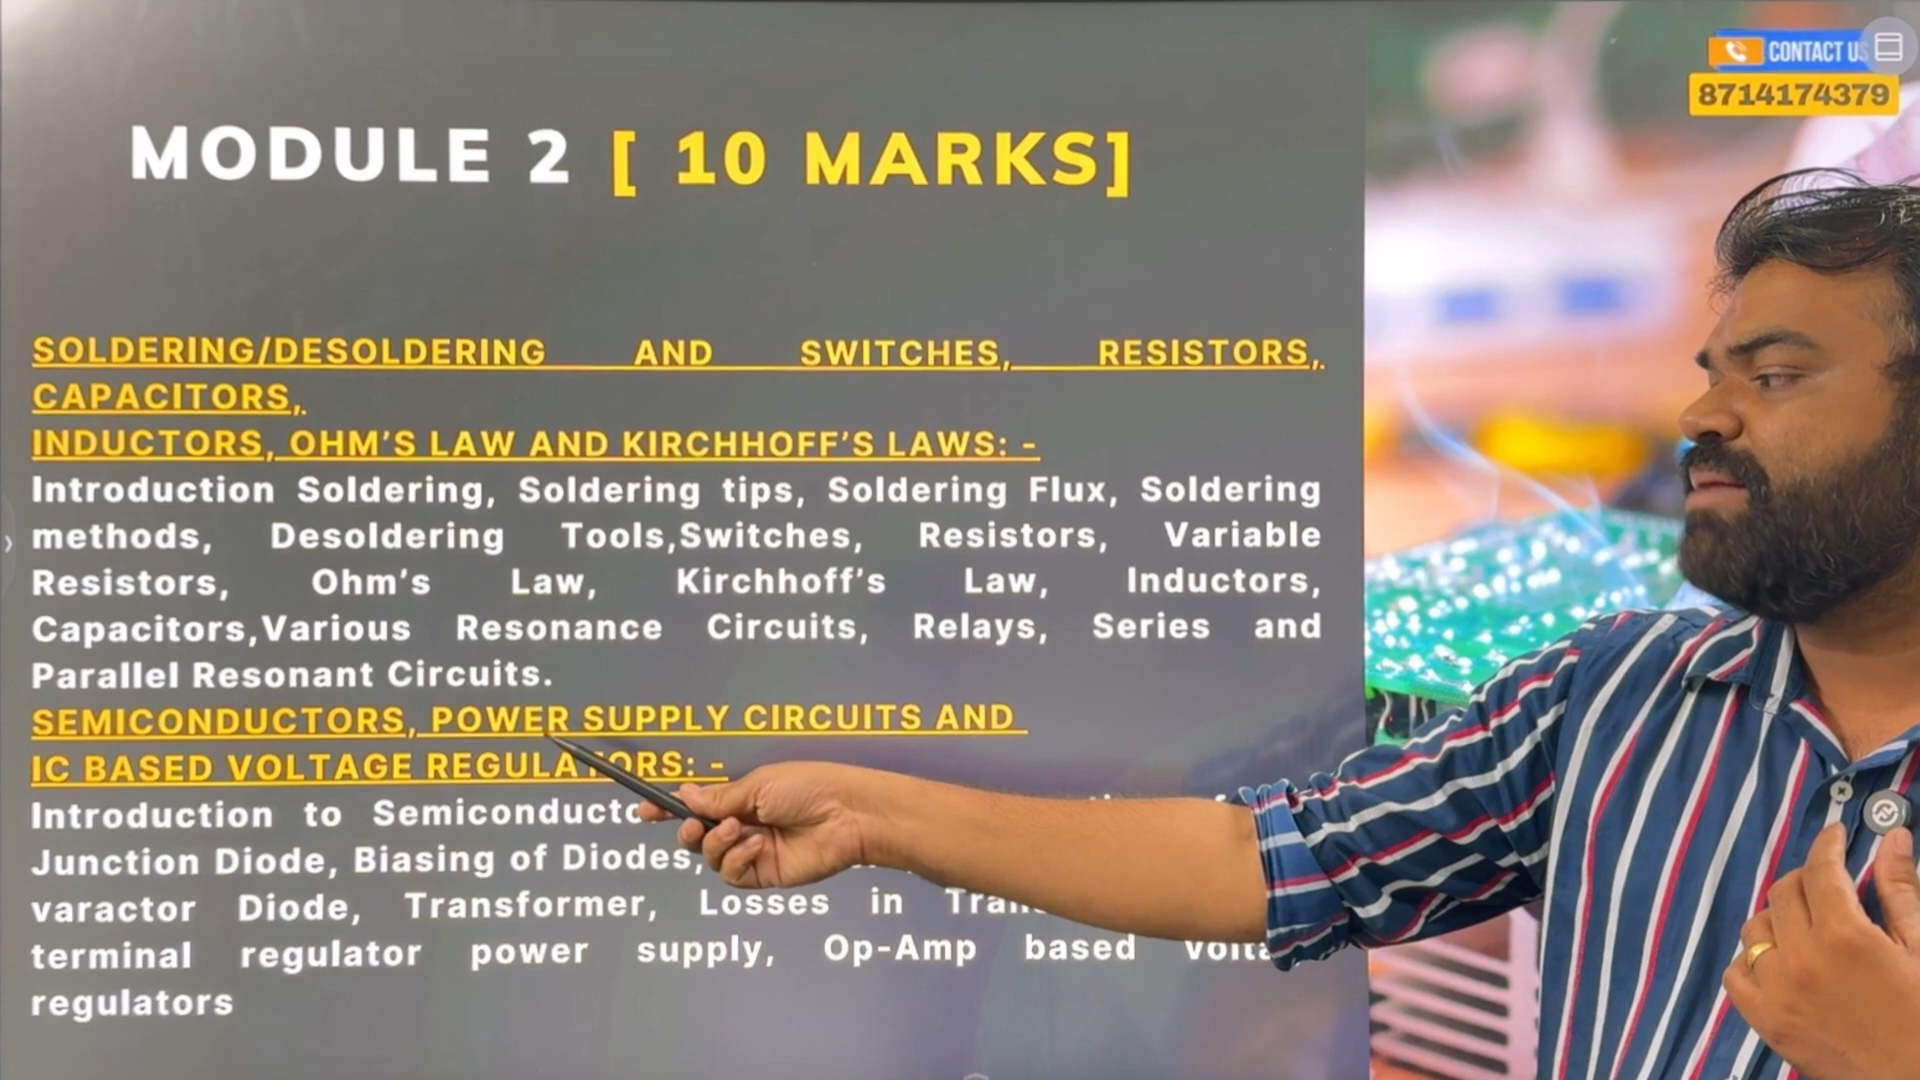 CONTACT US
8714174379
MODULE 2 [ 10 MARKS]
SOLDERING/DESOLDERING AND SWITCHES, RESISTORS,
CAPACITORS,
INDUCTORS, OHM’S LAW AND KIRCHHOFF’S LAWS: -
Introduction Soldering, Soldering tips, Soldering Flux, Soldering
methods, Desoldering Tools,Switches, Resistors, Variable
Resistors, Ohm’s Law, Kirchhoff’s Law, Inductors,
Capacitors,Various Resonance Circuits, Relays, Series and
Parallel Resonant Circuits.
SEMICONDUCTORS, POWER SUPPLY CIRCUITS AND
IC BASED VOLTAGE REGULATORS: -
Introduction to
Junction Diode, Biasing of Diodes,
varactor Diode, Transformer, Losses in
terminal regulator power supply, Op-Amp based
regulators